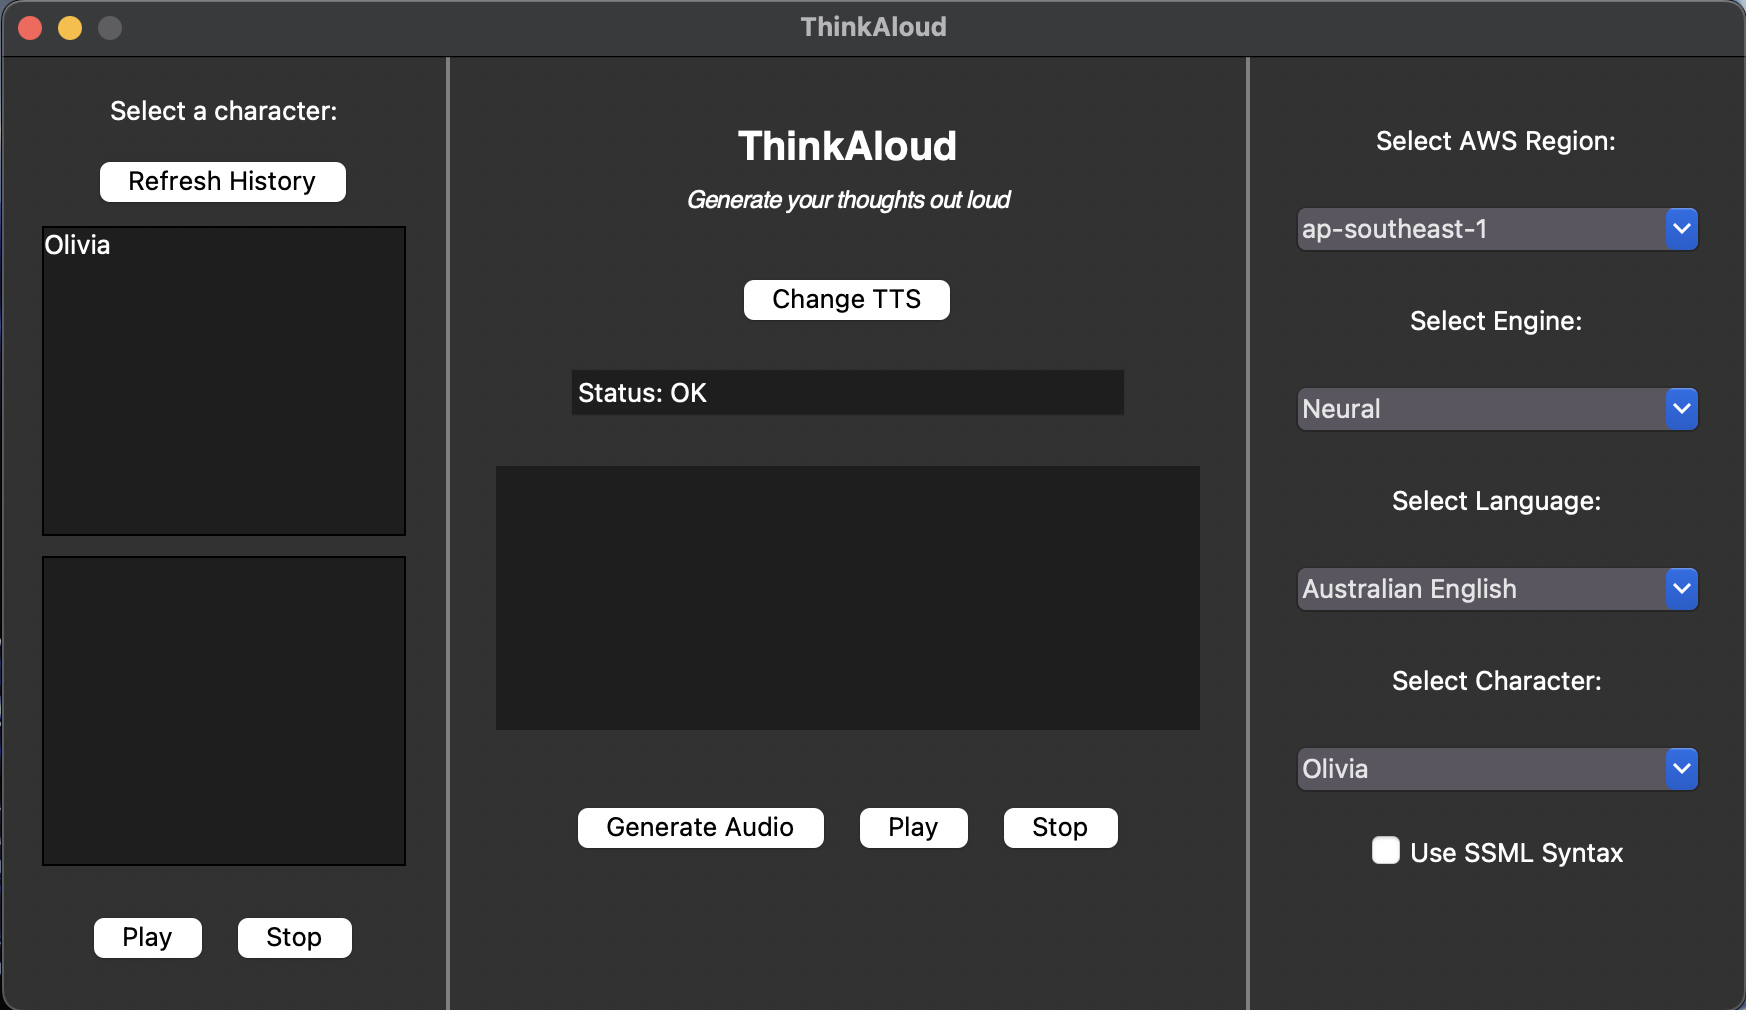 ThinkAloud
Select a character:
Refresh History
Olivia
Play
Stop
ThinkAloud
Generate your thoughts out loud
Change TTS
Status: OK
Generate Audio
Play
Stop
Select AWS Region:
ap-southeast-1
Select Engine:
Neural
Select Language:
Australian English
Select Character:
Olivia
Use SSML Syntax